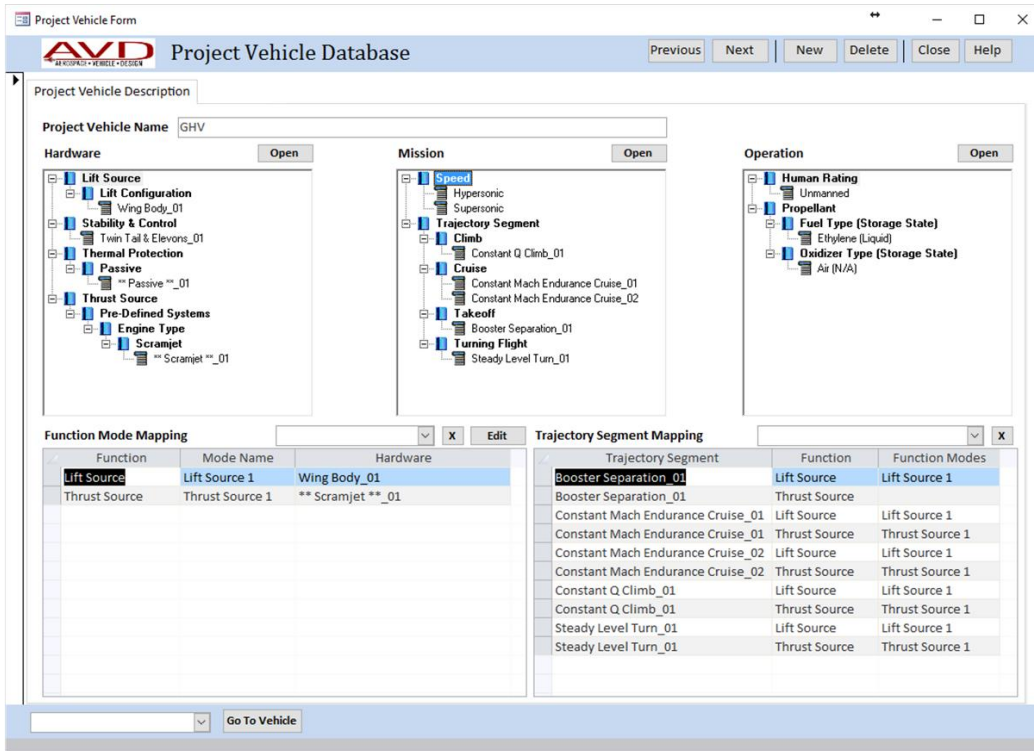 Project Vehicle Form
AVD
AEROSPACE • VEHICLE • DESIGN
Project Vehicle Database
Previous Next New Delete Close Help
Project Vehicle Description
Project Vehicle Name GHV
Hardware Open Mission Open Operation Open
Lift Source
Lift Configuration
Wing Body_01
Stability & Control
Twin Tail & Elevons_01
Thermal Protection
Passive
** Passive **_01
Thrust Source
Pre-Defined Systems
Engine Type
Scramjet
** Scramjet **_01
Speed
Hypersonic
Supersonic
Trajectory Segment
Climb
Constant Q Climb_01
Cruise
Constant Mach Endurance Cruise_01
Constant Mach Endurance Cruise_02
Takeoff
Booster Separation_01
Turning Flight
Steady Level Turn_01
Human Rating
Unmanned
Propellant
Fuel Type (Storage State)
Ethylene (Liquid)
Oxidizer Type (Storage State)
Air (N/A)
Function Mode Mapping X Edit
Function Mode Name Hardware
Lift Source Lift Source 1 Wing Body_01
Thrust Source Thrust Source 1 ** Scramjet **_01
Trajectory Segment Mapping X
Trajectory Segment Function Function Modes
Booster Separation_01 Lift Source Lift Source 1
Booster Separation_01 Thrust Source
Constant Mach Endurance Cruise_01 Lift Source Lift Source 1
Constant Mach Endurance Cruise_01 Thrust Source Thrust Source 1
Constant Mach Endurance Cruise_02 Lift Source Lift Source 1
Constant Mach Endurance Cruise_02 Thrust Source Thrust Source 1
Constant Q Climb_01 Lift Source Lift Source 1
Constant Q Climb_01 Thrust Source Thrust Source 1
Steady Level Turn_01 Lift Source Lift Source 1
Steady Level Turn_01 Thrust Source Thrust Source 1
Go To Vehicle